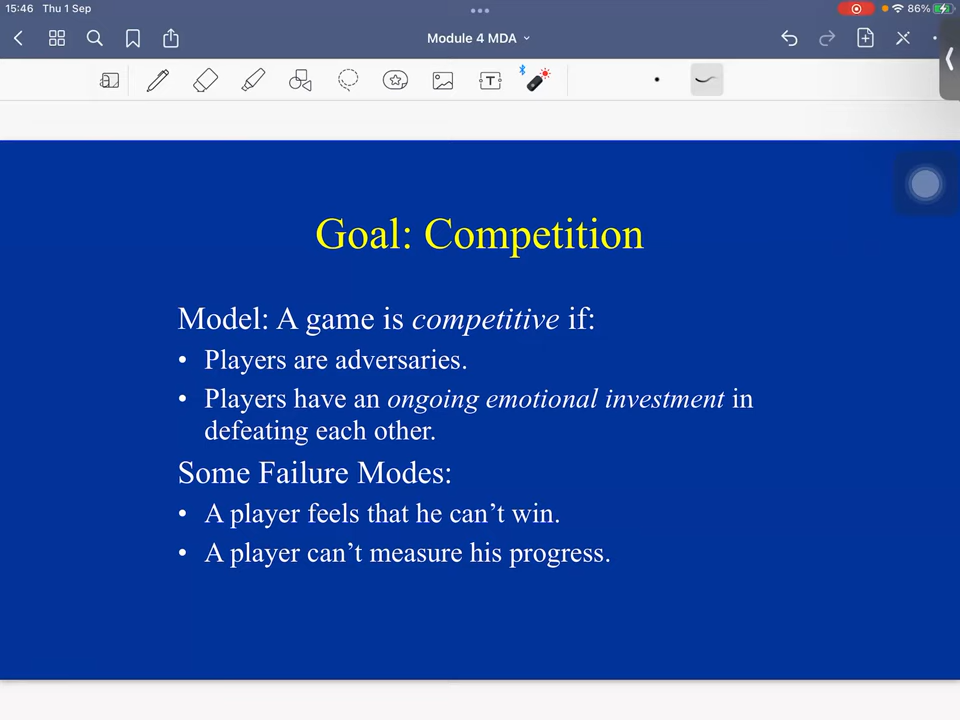 15:46 Thu 1 Sep
86%
Module 4 MDA
T
Goal: Competition
Model: A game is competitive if:
• Players are adversaries.
• Players have an ongoing emotional investment in
defeating each other.
Some Failure Modes:
• A player feels that he can’t win.
• A player can’t measure his progress.